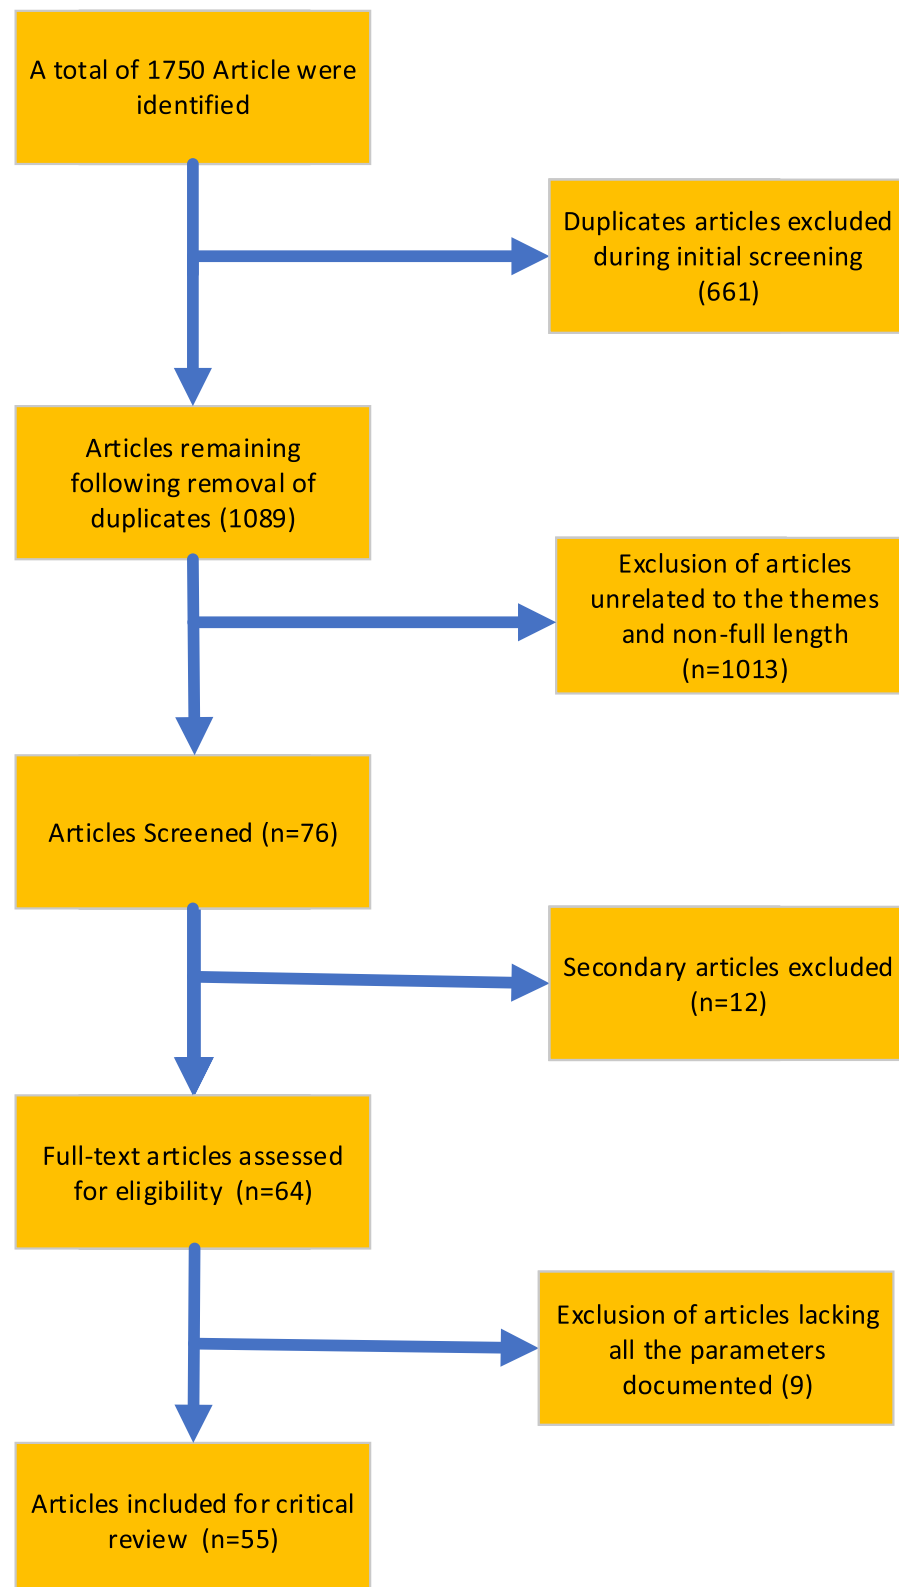 A total of 1750 Article were
identified
Duplicates articles excluded
during initial screening
(661)
Articles remaining
following removal of
duplicates (1089)
Exclusion of articles
unrelated to the themes
and non-full length
(n=1013)
Articles Screened (n=76)
Secondary articles excluded
(n=12)
Full-text articles assessed
for eligibility  (n=64)
Exclusion of articles lacking
all the parameters
documented (9)
Articles included for critical
review  (n=55)